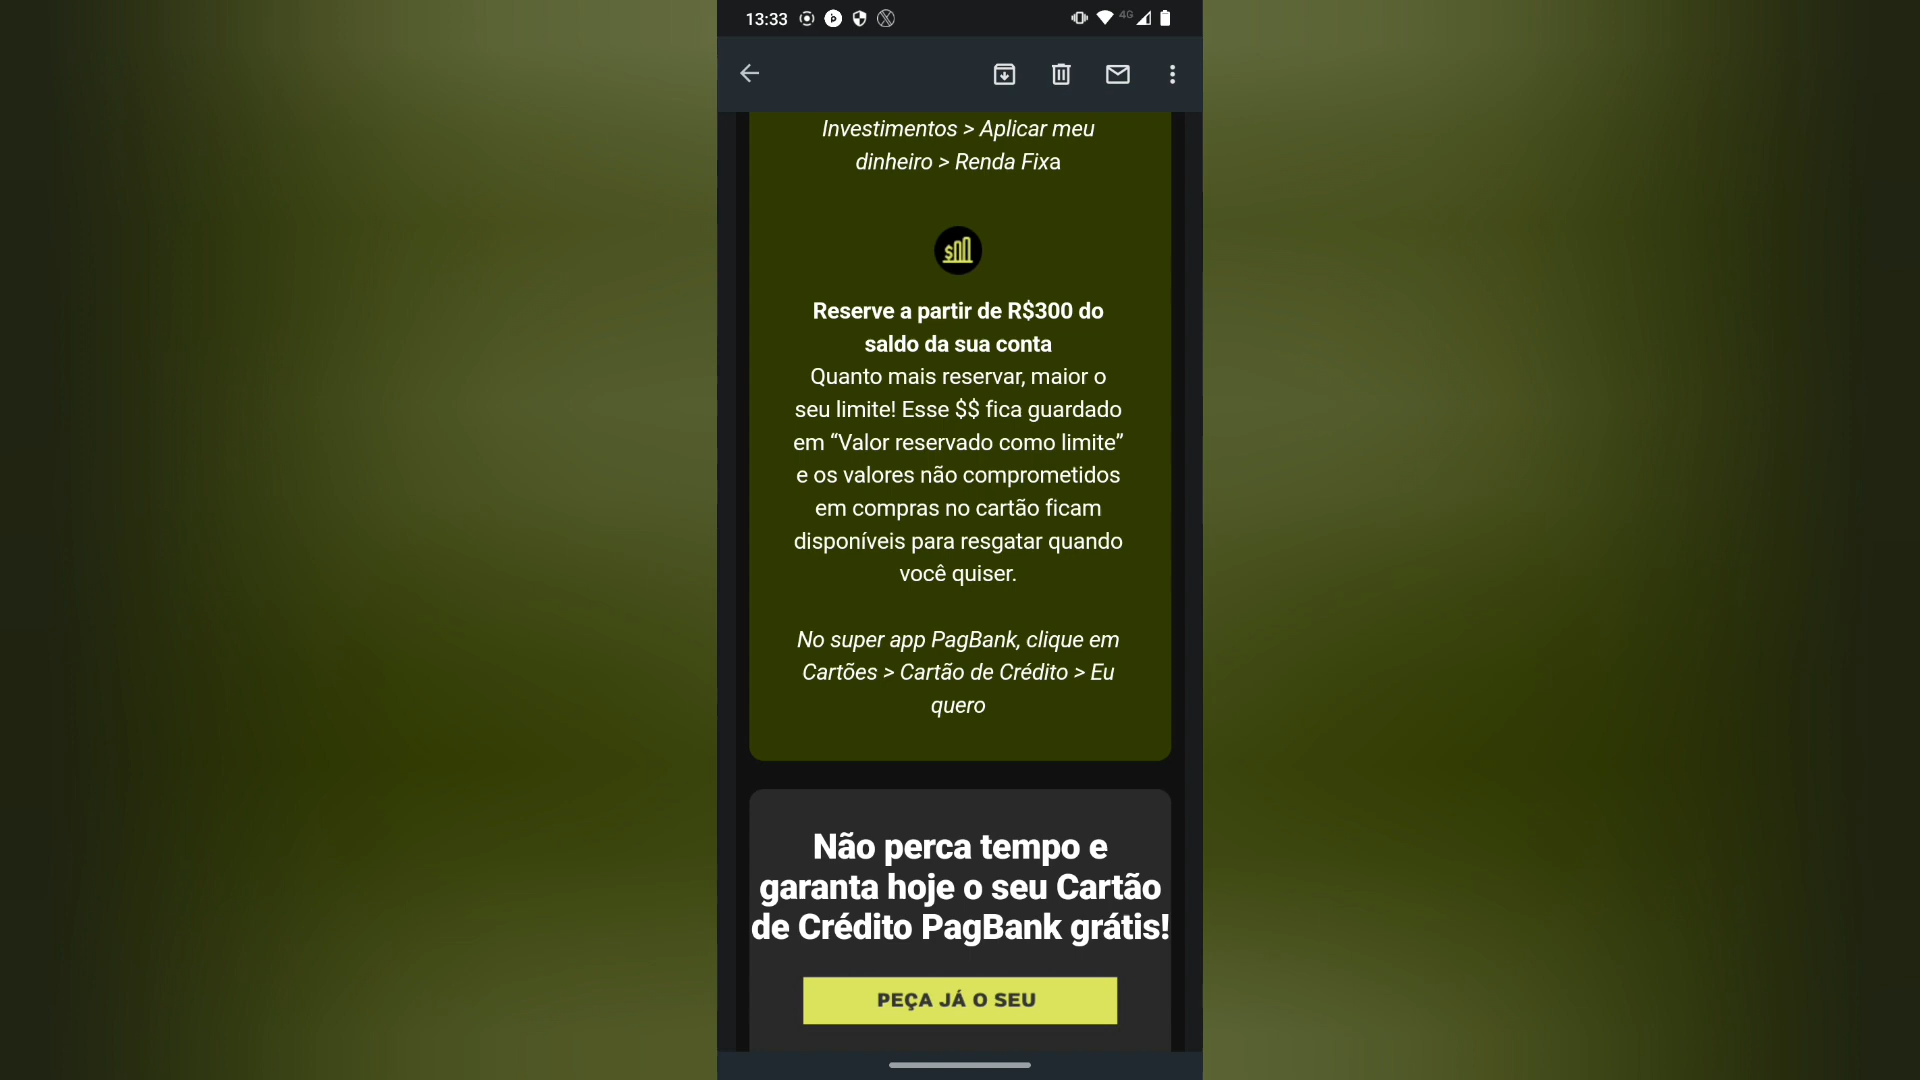 13:33
4G
Investimentos > Aplicar meu
dinheiro > Renda Fixa
$
Reserve a partir de R$300 do
saldo da sua conta
Quanto mais reservar, maior o
seu limite! Esse $$ fica guardado
em “Valor reservado como limite”
e os valores não comprometidos
em compras no cartão ficam
disponíveis para resgatar quando
você quiser.
No super app PagBank, clique em
Cartões > Cartão de Crédito > Eu
quero
Não perca tempo e
garanta hoje o seu Cartão
de Crédito PagBank grátis!
PEÇA JÁ O SEU